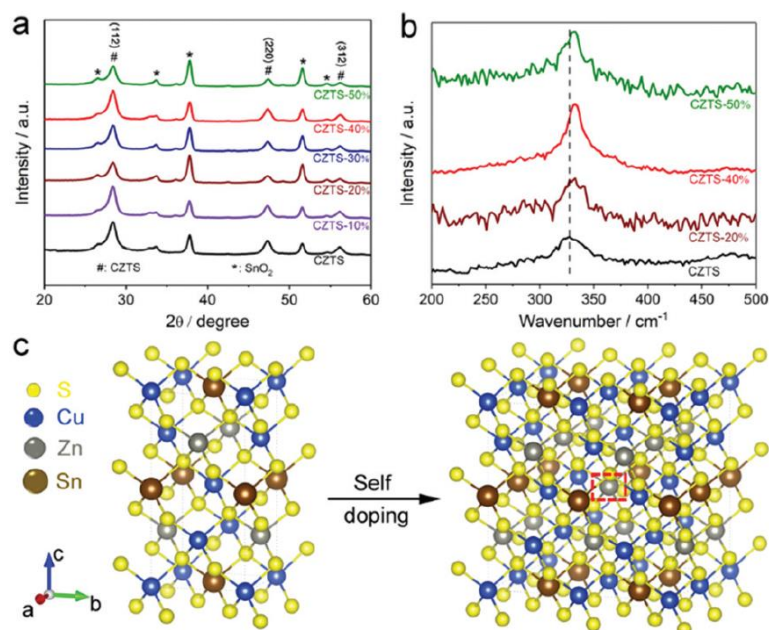 a
(112)
(220)
(312)
* # * * # * * #
CZTS-50%
CZTS-40%
CZTS-30%
CZTS-20%
CZTS-10%
CZTS
#: CZTS *: SnO₂
Intensity / a.u.
20 30 40 50 60
2θ / degree
b
CZTS-50%
CZTS-40%
CZTS-20%
CZTS
Intensity / a.u.
200 250 300 350 400 450 500
Wavenumber / cm⁻¹
c
S
Cu
Zn
Sn
Self
doping
c
a b